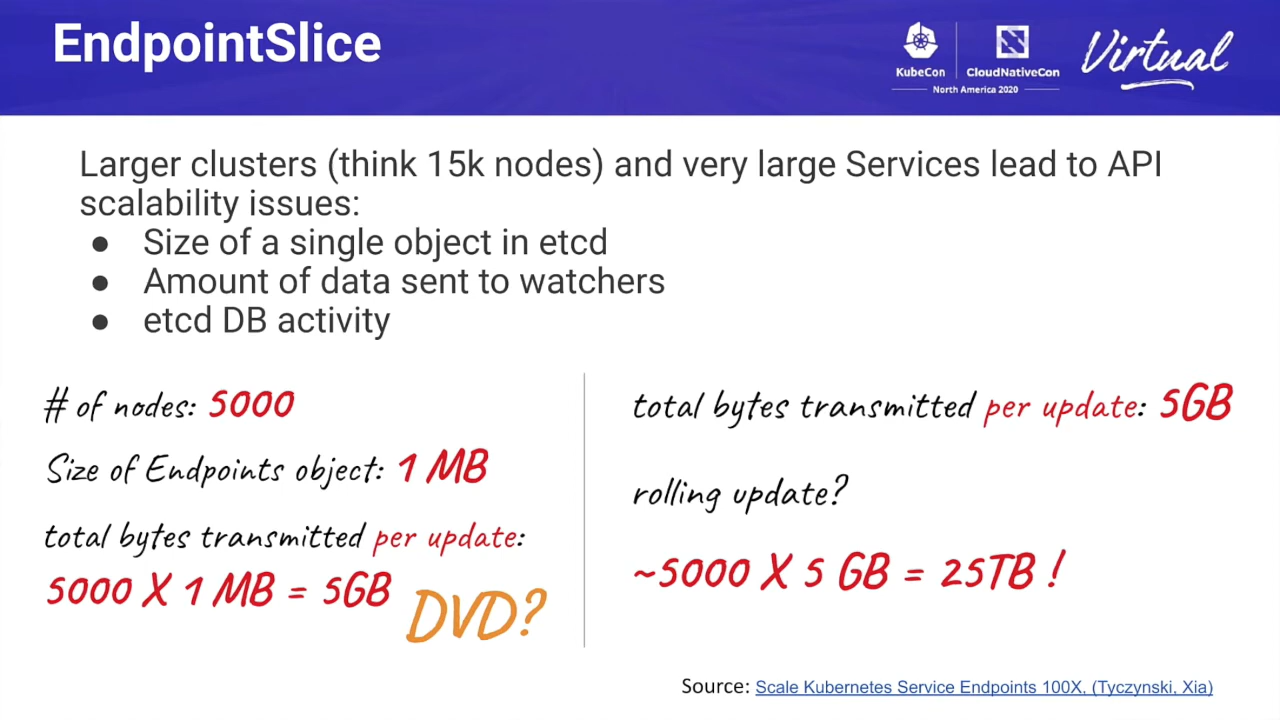 EndpointSlice
KubeCon
CloudNativeCon
North America 2020
Virtual
Larger clusters (think 15k nodes) and very large Services lead to API
scalability issues:
● Size of a single object in etcd
● Amount of data sent to watchers
● etcd DB activity
# of nodes: 5000
Size of Endpoints object: 1 MB
total bytes transmitted per update:
5000 X 1 MB = 5GB
DVD?
total bytes transmitted per update: 5GB
rolling update?
~5000 X 5 GB = 25TB !
Source: Scale Kubernetes Service Endpoints 100X, (Tyczynski, Xia)